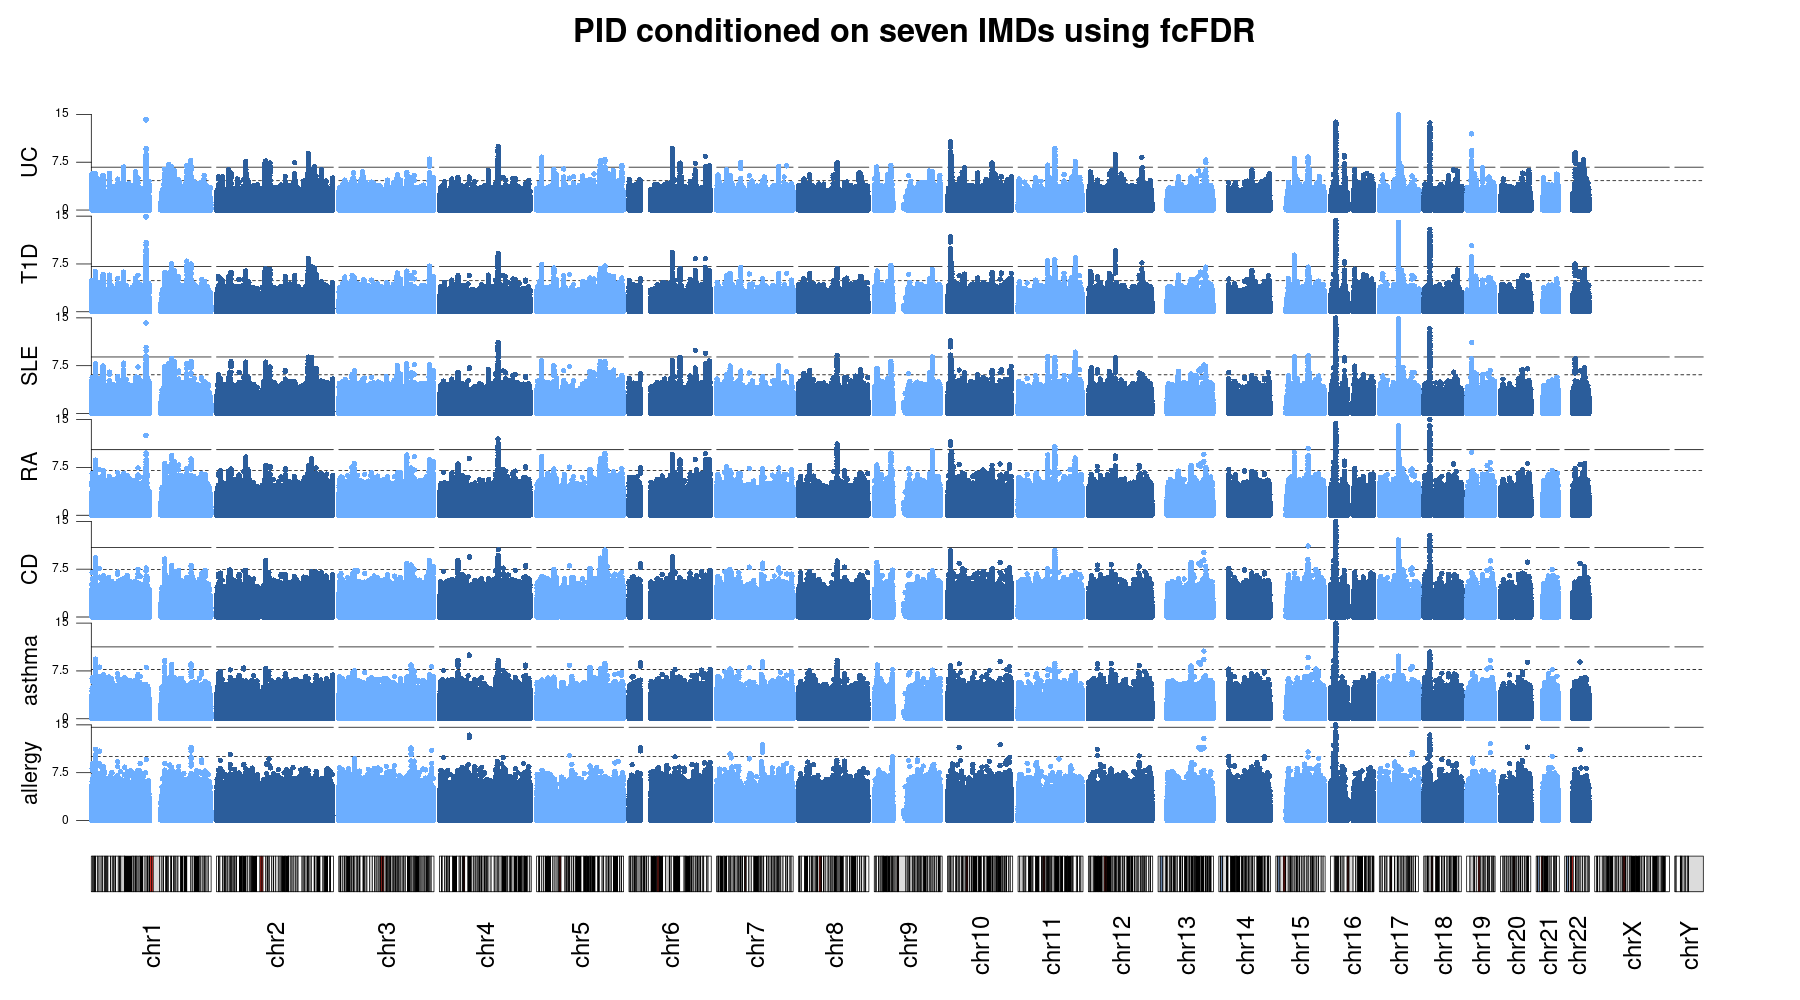 PID conditioned on seven IMDs using fcFDR
15
UC
7.5
0
15
T1D
7.5
0
15
SLE
7.5
0
15
RA
7.5
0
15
CD
7.5
0
15
asthma
7.5
0
15
allergy
7.5
0
chr1 chr2 chr3 chr4 chr5 chr6 chr7 chr8 chr9 chr10 chr11 chr12 chr13 chr14 chr15 chr16 chr17 chr18 chr19 chr20 chr21 chr22 chrX chrY